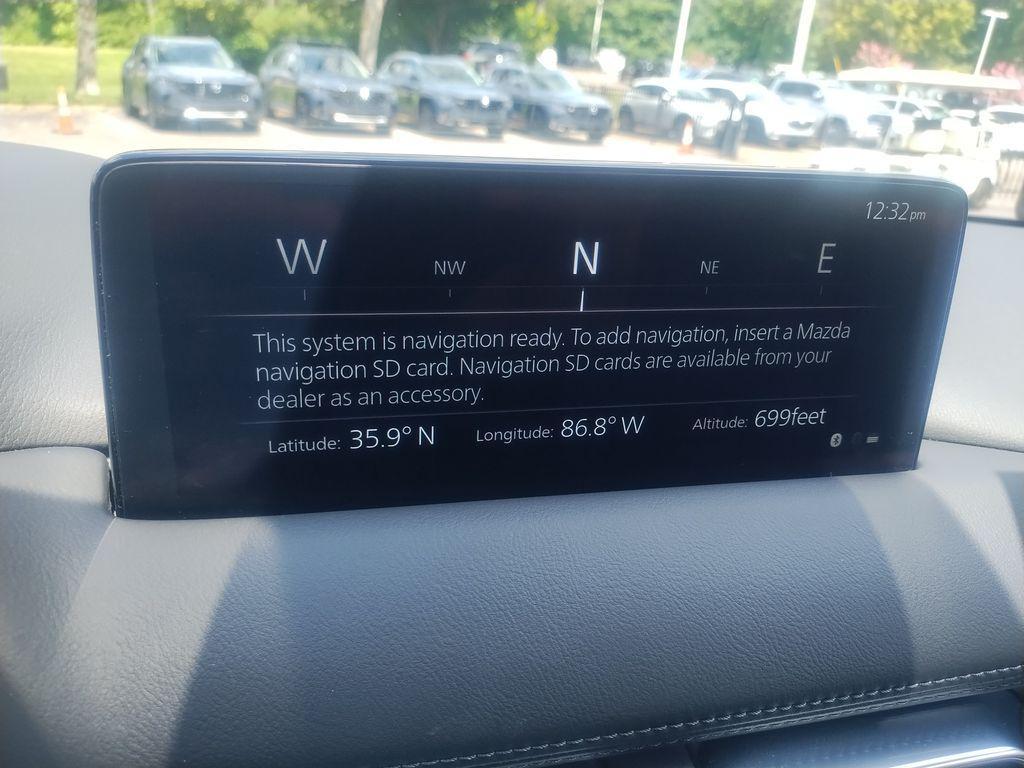 12:32pm
W NW N NE E
This system is navigation ready. To add navigation, insert a Mazda
navigation SD card. Navigation SD cards are available from your
dealer as an accessory.
Latitude: 35.9° N Longitude: 86.8° W Altitude: 699feet